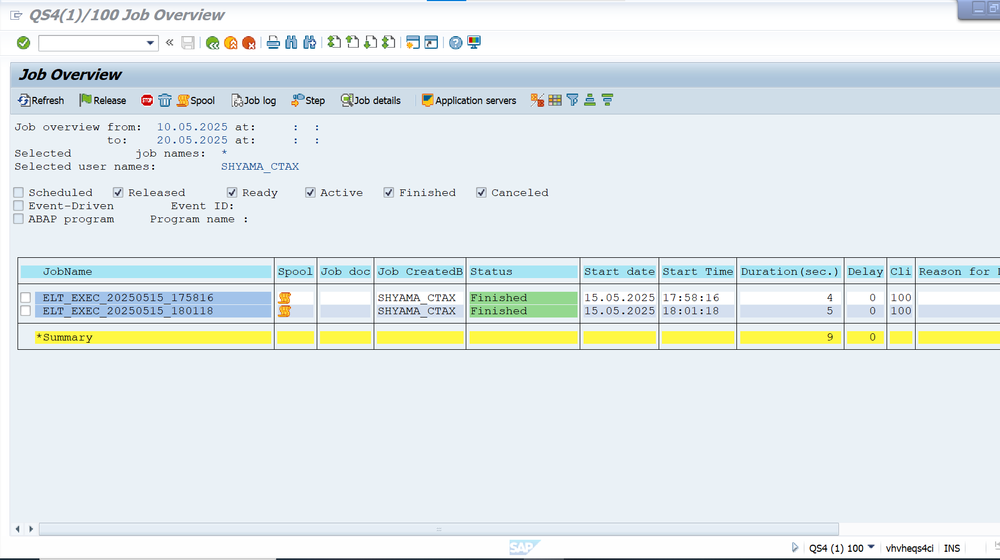 QS4(1)/100 Job Overview
Job Overview
Refresh Release STOP Spool Job log Step Job details Application servers
Job overview from: 10.05.2025 at: : :
to: 20.05.2025 at: : :
Selected job names: *
Selected user names: SHYAMA_CTAX
Scheduled Released Ready Active Finished Canceled
Event-Driven Event ID:
ABAP program Program name :
JobName Spool Job doc Job CreatedB Status Start date Start Time Duration(sec.) Delay Cli Reason for
ELT_EXEC_20250515_175816 SHYAMA_CTAX Finished 15.05.2025 17:58:16 4 0 100
ELT_EXEC_20250515_180118 SHYAMA_CTAX Finished 15.05.2025 18:01:18 5 0 100
*Summary 9 0
SAP QS4 (1) 100 vhvheqs4ci INS